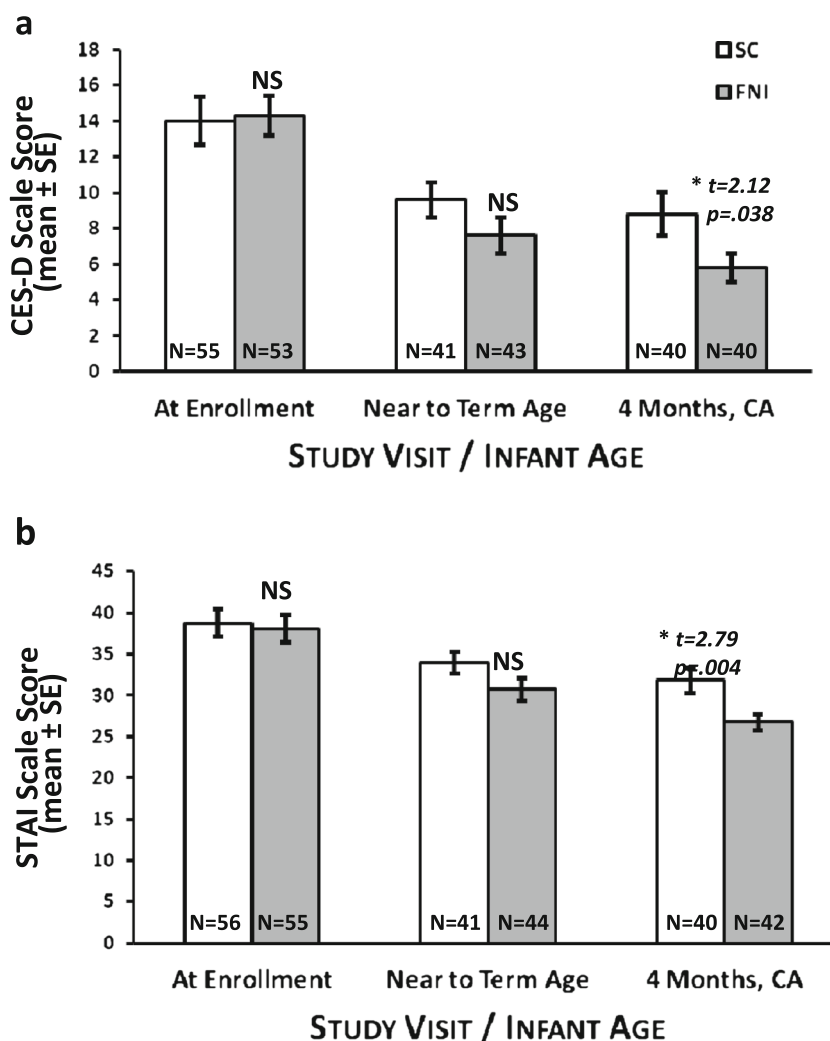 a
18
16
14
12
10
8
6
4
2
0
CES-D Scale Score
(mean ± SE)
SC
FNI
NS
NS
* t=2.12
p=.038
N=55
N=53
N=41
N=43
N=40
N=40
At Enrollment
Near to Term Age
4 Months, CA
STUDY VISIT / INFANT AGE
b
45
40
35
30
25
20
15
10
5
0
STAI Scale Score
(mean ± SE)
NS
NS
* t=2.79
p=.004
N=56
N=55
N=41
N=44
N=40
N=42
At Enrollment
Near to Term Age
4 Months, CA
STUDY VISIT / INFANT AGE